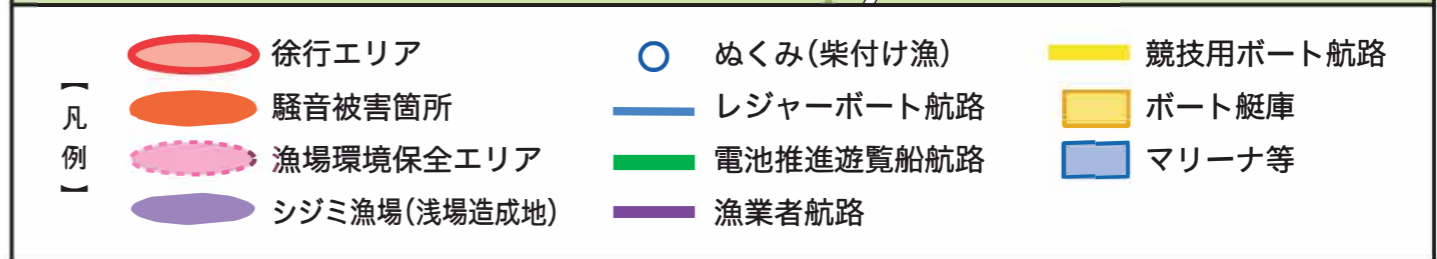 【凡例】
徐行エリア
騒音被害箇所
漁場環境保全エリア
シジミ漁場(浅場造成地)
ぬくみ(柴付け漁)
レジャーボート航路
電池推進遊覧船航路
漁業者航路
競技用ボート航路
ボート艇庫
マリーナ等